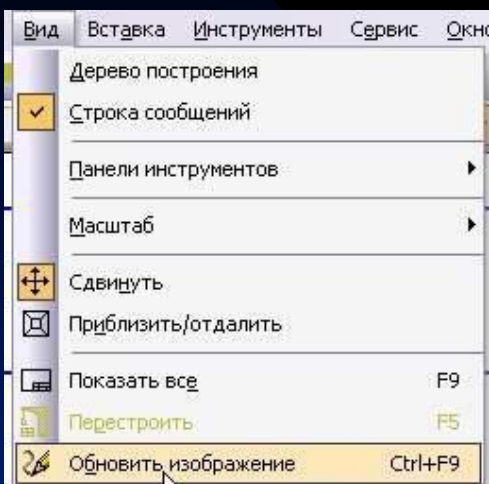 Вид Вставка Инструменты Сервис Окно
Дерево построения
Строка сообщений
Панели инструментов
Масштаб
Сдвинуть
Приблизить/отдалить
Показать все F9
Перестроить F5
Обновить изображение Ctrl+F9